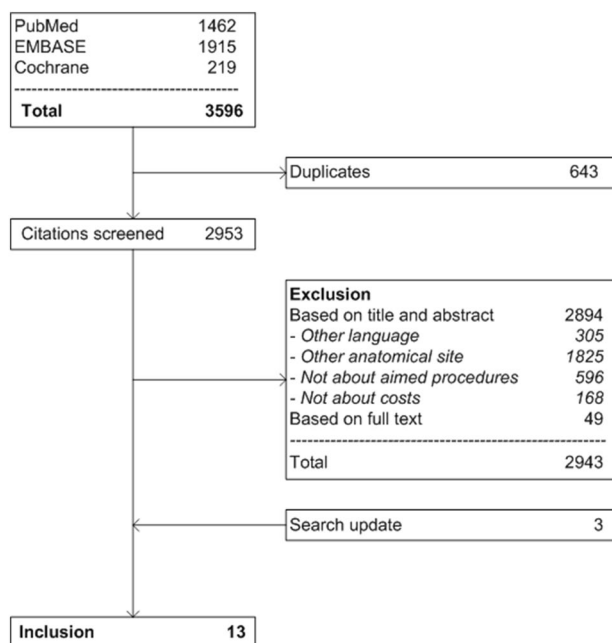 PubMed 1462
EMBASE 1915
Cochrane 219
----------------------------------------
Total 3596
Duplicates 643
Citations screened 2953
Exclusion
Based on title and abstract 2894
- Other language 305
- Other anatomical site 1825
- Not about aimed procedures 596
- Not about costs 168
Based on full text 49
----------------------------------------
Total 2943
Search update 3
Inclusion 13